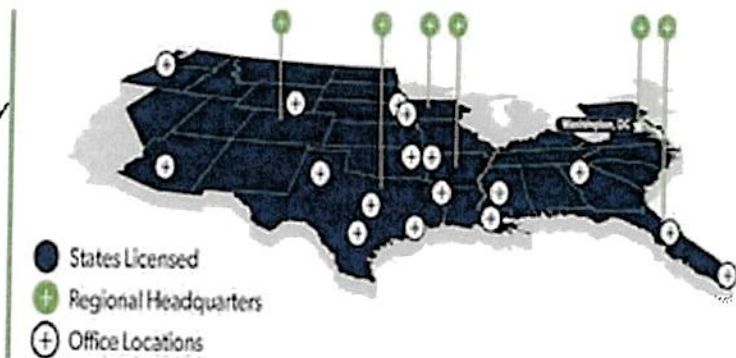 Washington, DC
States Licensed
Regional Headquarters
Office Locations